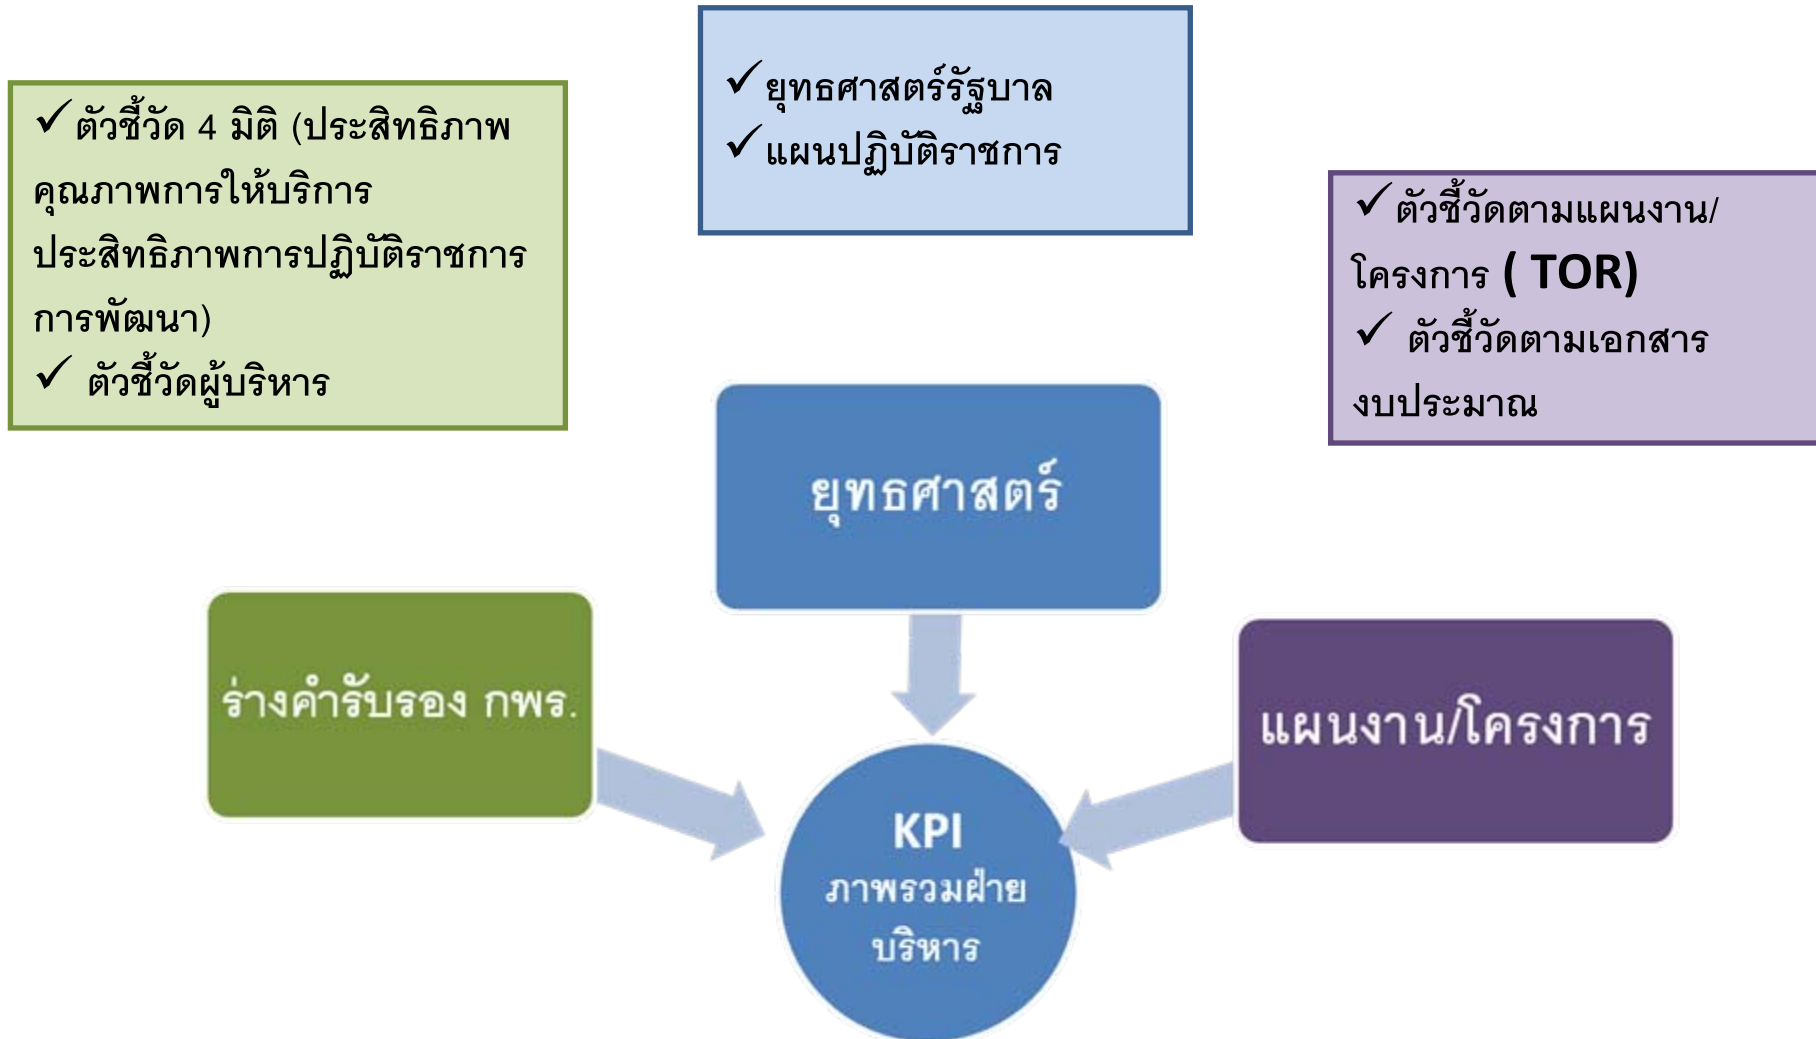 ✓ยุทธศาสตร์รัฐบาล
✓แผนปฏิบัติราชการ
✓ตัวชี้วัด 4 มิติ (ประสิทธิภาพ
คุณภาพการให้บริการ
ประสิทธิภาพการปฏิบัติราชการ
การพัฒนา)
✓ ตัวชี้วัดผู้บริหาร
✓ตัวชี้วัดตามแผนงาน/
โครงการ ( TOR)
✓ ตัวชี้วัดตามเอกสาร
งบประมาณ
ยุทธศาสตร์
ร่างคำรับรอง กพร.
แผนงาน/โครงการ
KPI
ภาพรวมฝ่าย
บริหาร